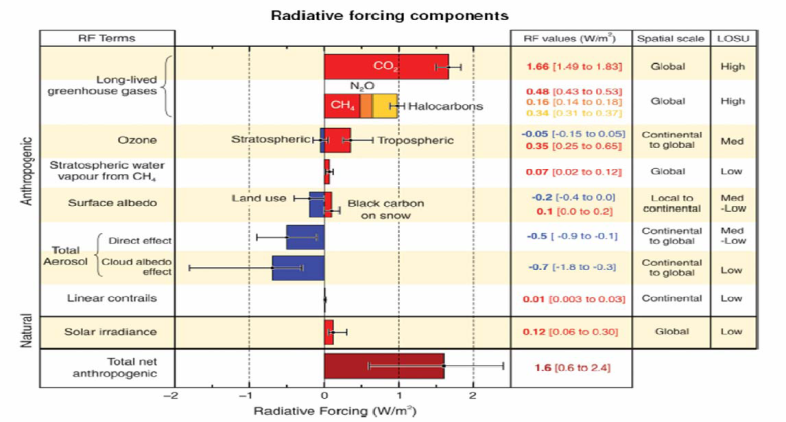 Radiative forcing components
RF Terms
RF values (W/m²)
Spatial scale
LOSU
Anthropogenic
Long-lived
greenhouse gases
CO₂
1.66 [1.49 to 1.83]
Global
High
N₂O
CH₄
Halocarbons
0.48 [0.43 to 0.53]
0.16 [0.14 to 0.18]
0.34 [0.31 to 0.37]
Global
High
Ozone
Stratospheric
Tropospheric
-0.05 [-0.15 to 0.05]
0.35 [0.25 to 0.65]
Continental
to global
Med
Stratospheric water
vapour from CH₄
0.07 [0.02 to 0.12]
Global
Low
Surface albedo
Land use
Black carbon
on snow
-0.2 [-0.4 to 0.0]
0.1 [0.0 to 0.2]
Local to
continental
Med
-Low
Total
Aerosol
Direct effect
-0.5 [ -0.9 to -0.1]
Continental
to global
Med
-Low
Cloud albedo
effect
-0.7 [-1.8 to -0.3]
Continental
to global
Low
Linear contrails
0.01 [0.003 to 0.03]
Continental
Low
Natural
Solar irradiance
0.12 [0.06 to 0.30]
Global
Low
Total net
anthropogenic
1.6 [0.6 to 2.4]
-2 -1 0 1 2
Radiative Forcing (W/m²)